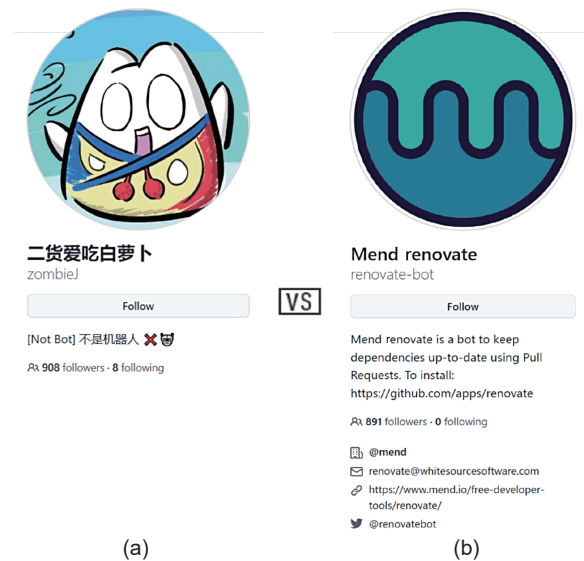 二货爱吃白萝卜
zombieJ
Follow
[Not Bot] 不是机器人 ❌🐻
908 followers · 8 following
VS
Mend renovate
renovate-bot
Follow
Mend renovate is a bot to keep
dependencies up-to-date using Pull
Requests. To install:
https://github.com/apps/renovate
891 followers · 0 following
@mend
renovate@whitesourcesoftware.com
https://www.mend.io/free-developer-
tools/renovate/
@renovatebot
(a)
(b)